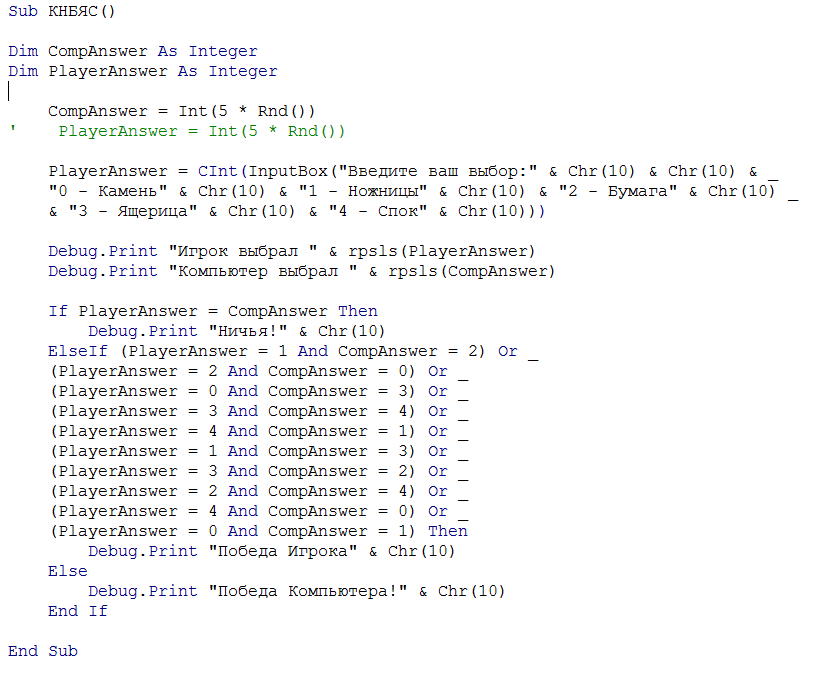 Sub КНБЯС()
Dim CompAnswer As Integer
Dim PlayerAnswer As Integer
CompAnswer = Int(5 * Rnd())
' PlayerAnswer = Int(5 * Rnd())
PlayerAnswer = CInt(InputBox("Введите ваш выбор:" & Chr(10) & Chr(10) & _
"0 - Камень" & Chr(10) & "1 - Ножницы" & Chr(10) & "2 - Бумага" & Chr(10) _
& "3 - Ящерица" & Chr(10) & "4 - Спок" & Chr(10)))
Debug.Print "Игрок выбрал " & rpsls(PlayerAnswer)
Debug.Print "Компьютер выбрал " & rpsls(CompAnswer)
If PlayerAnswer = CompAnswer Then
Debug.Print "Ничья!" & Chr(10)
ElseIf (PlayerAnswer = 1 And CompAnswer = 2) Or _
(PlayerAnswer = 2 And CompAnswer = 0) Or _
(PlayerAnswer = 0 And CompAnswer = 3) Or _
(PlayerAnswer = 3 And CompAnswer = 4) Or _
(PlayerAnswer = 4 And CompAnswer = 1) Or _
(PlayerAnswer = 1 And CompAnswer = 3) Or _
(PlayerAnswer = 3 And CompAnswer = 2) Or _
(PlayerAnswer = 2 And CompAnswer = 4) Or _
(PlayerAnswer = 4 And CompAnswer = 0) Or _
(PlayerAnswer = 0 And CompAnswer = 1) Then
Debug.Print "Победа Игрока" & Chr(10)
Else
Debug.Print "Победа Компьютера!" & Chr(10)
End If
End Sub